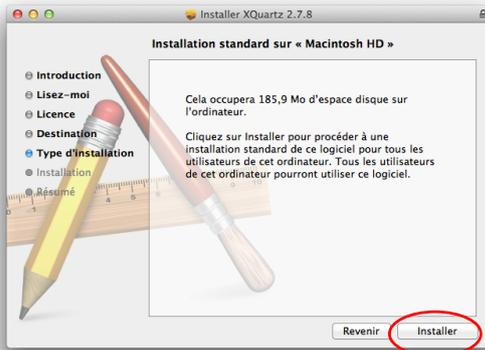 Installer XQuartz 2.7.8
Installation standard sur « Macintosh HD »
Introduction
Lisez-moi
Licence
Destination
Type d'installation
Installation
Résumé
Cela occupera 185,9 Mo d'espace disque sur
l'ordinateur.
Cliquez sur Installer pour procéder à une
installation standard de ce logiciel pour tous les
utilisateurs de cet ordinateur. Tous les utilisateurs
de cet ordinateur pourront utiliser ce logiciel.
Revenir
Installer